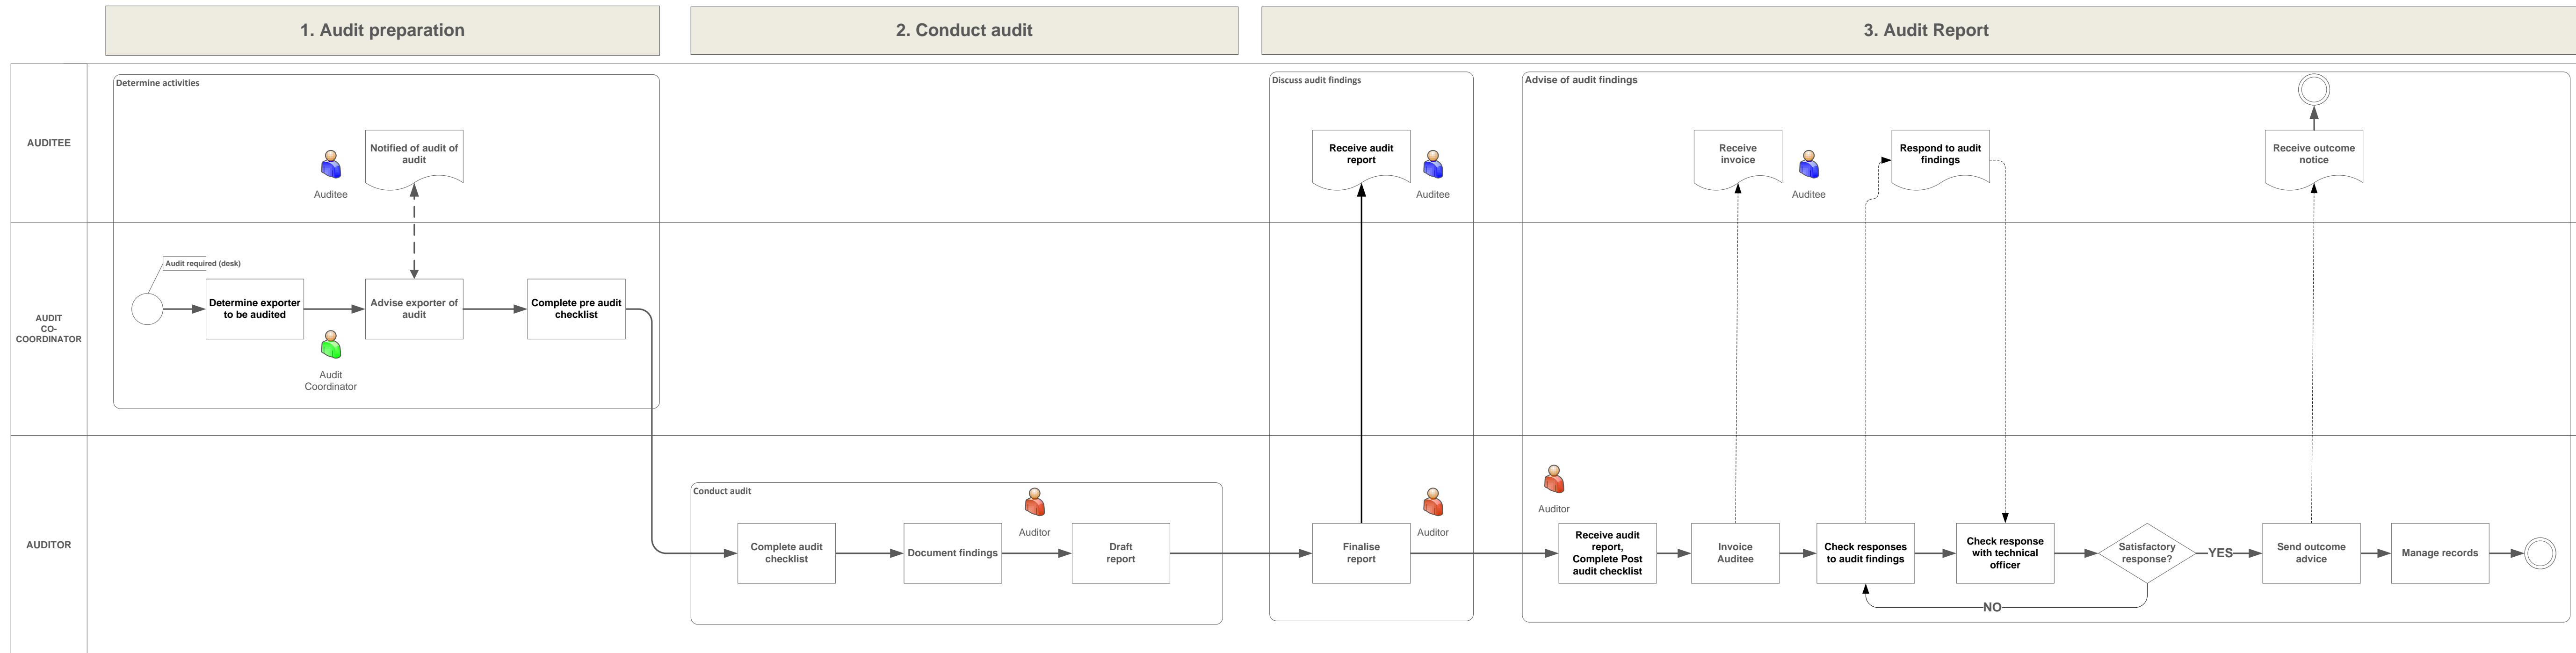 1. Audit preparation
2. Conduct audit
3. Audit Report
AUDITEE
Determine activities
Auditee
Notified of audit of
audit
Discuss audit findings
Receive audit
report
Auditee
Advise of audit findings
Receive
invoice
Auditee
Respond to audit
findings
Receive outcome
notice
AUDIT
CO-
COORDINATOR
Audit required (desk)
Determine exporter
to be audited
Audit
Coordinator
Advise exporter of
audit
Complete pre audit
checklist
AUDITOR
Conduct audit
Complete audit
checklist
Document findings
Auditor
Draft
report
Finalise
report
Auditor
Auditor
Receive audit
report,
Complete Post
audit checklist
Invoice
Auditee
Check responses
to audit findings
Check response
with technical
officer
Satisfactory
response?
YES
NO
Send outcome
advice
Manage records